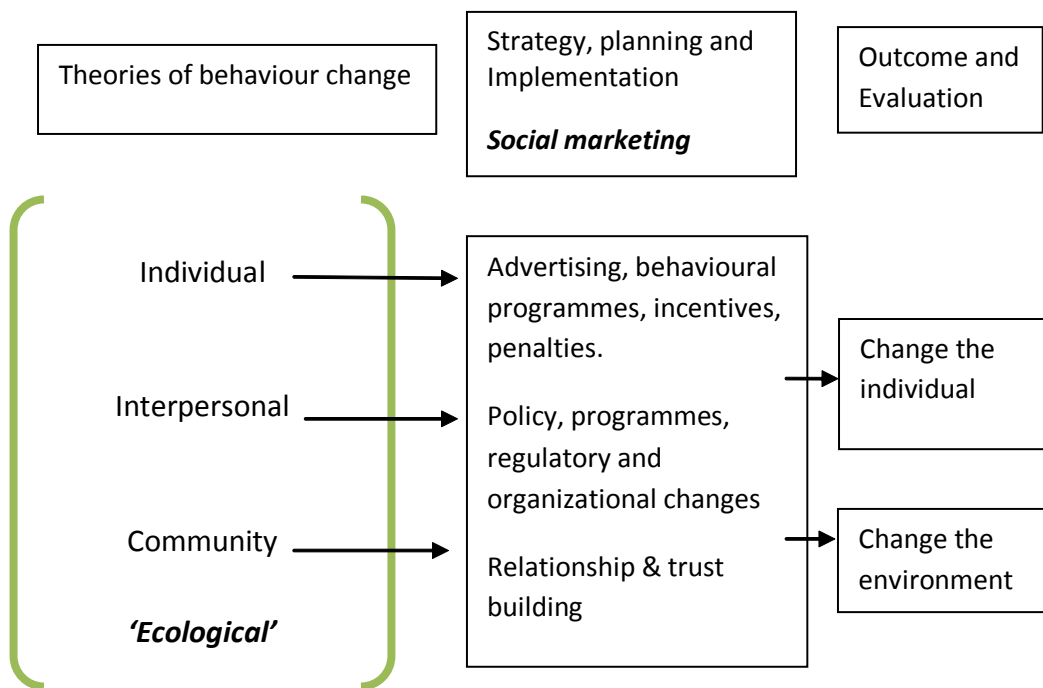 Theories of behaviour change
Strategy, planning and
Implementation
Social marketing
Outcome and
Evaluation
Individual
Interpersonal
Community
‘Ecological’
Advertising, behavioural
programmes, incentives,
penalties.
Policy, programmes,
regulatory and
organizational changes
Relationship & trust
building
Change the
individual
Change the
environment